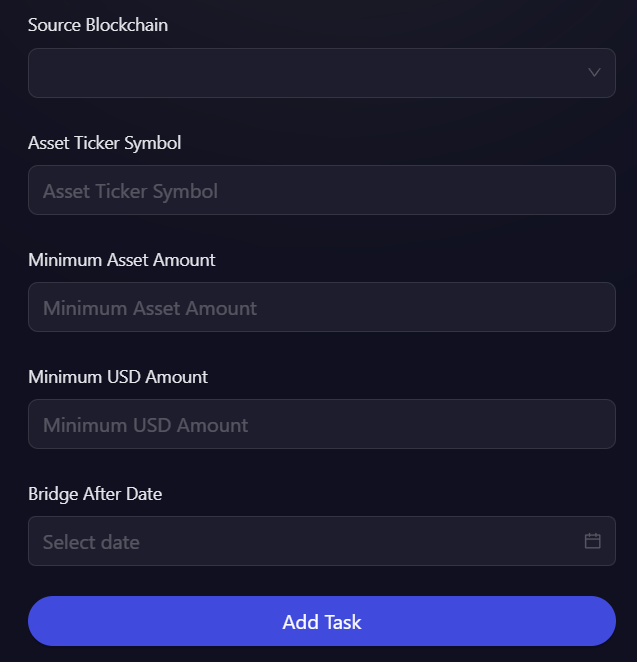 Source Blockchain
Asset Ticker Symbol
Asset Ticker Symbol
Minimum Asset Amount
Minimum Asset Amount
Minimum USD Amount
Minimum USD Amount
Bridge After Date
Select date
Add Task